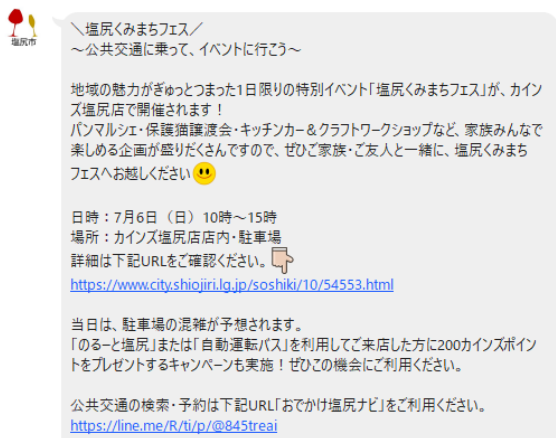 塩尻市
＼塩尻くみまちフェス／
～公共交通に乗って、イベントに行こう～
地域の魅力がぎゅっとつまった1日限りの特別イベント「塩尻くみまちフェス」が、カイン
ズ塩尻店で開催されます！
パンマルシェ・保護猫譲渡会・キッチンカー＆クラフトワークショップなど、家族みんなで
楽しめる企画が盛りだくさんですので、ぜひご家族・ご友人と一緒に、塩尻くみまち
フェスへお越しください
日時：7月6日（日）10時～15時
場所：カインズ塩尻店店内・駐車場
詳細は下記URLをご確認ください。
https://www.city.shiojiri.lg.jp/soshiki/10/54553.html
当日は、駐車場の混雑が予想されます。
「のるーと塩尻」または「自動運転バス」を利用してご来店した方に200カインズポイン
トをプレゼントするキャンペーンも実施！ぜひこの機会にご利用ください。
公共交通の検索・予約は下記URL「おでかけ塩尻ナビ」をご利用ください。
https://line.me/R/ti/p/@845treai